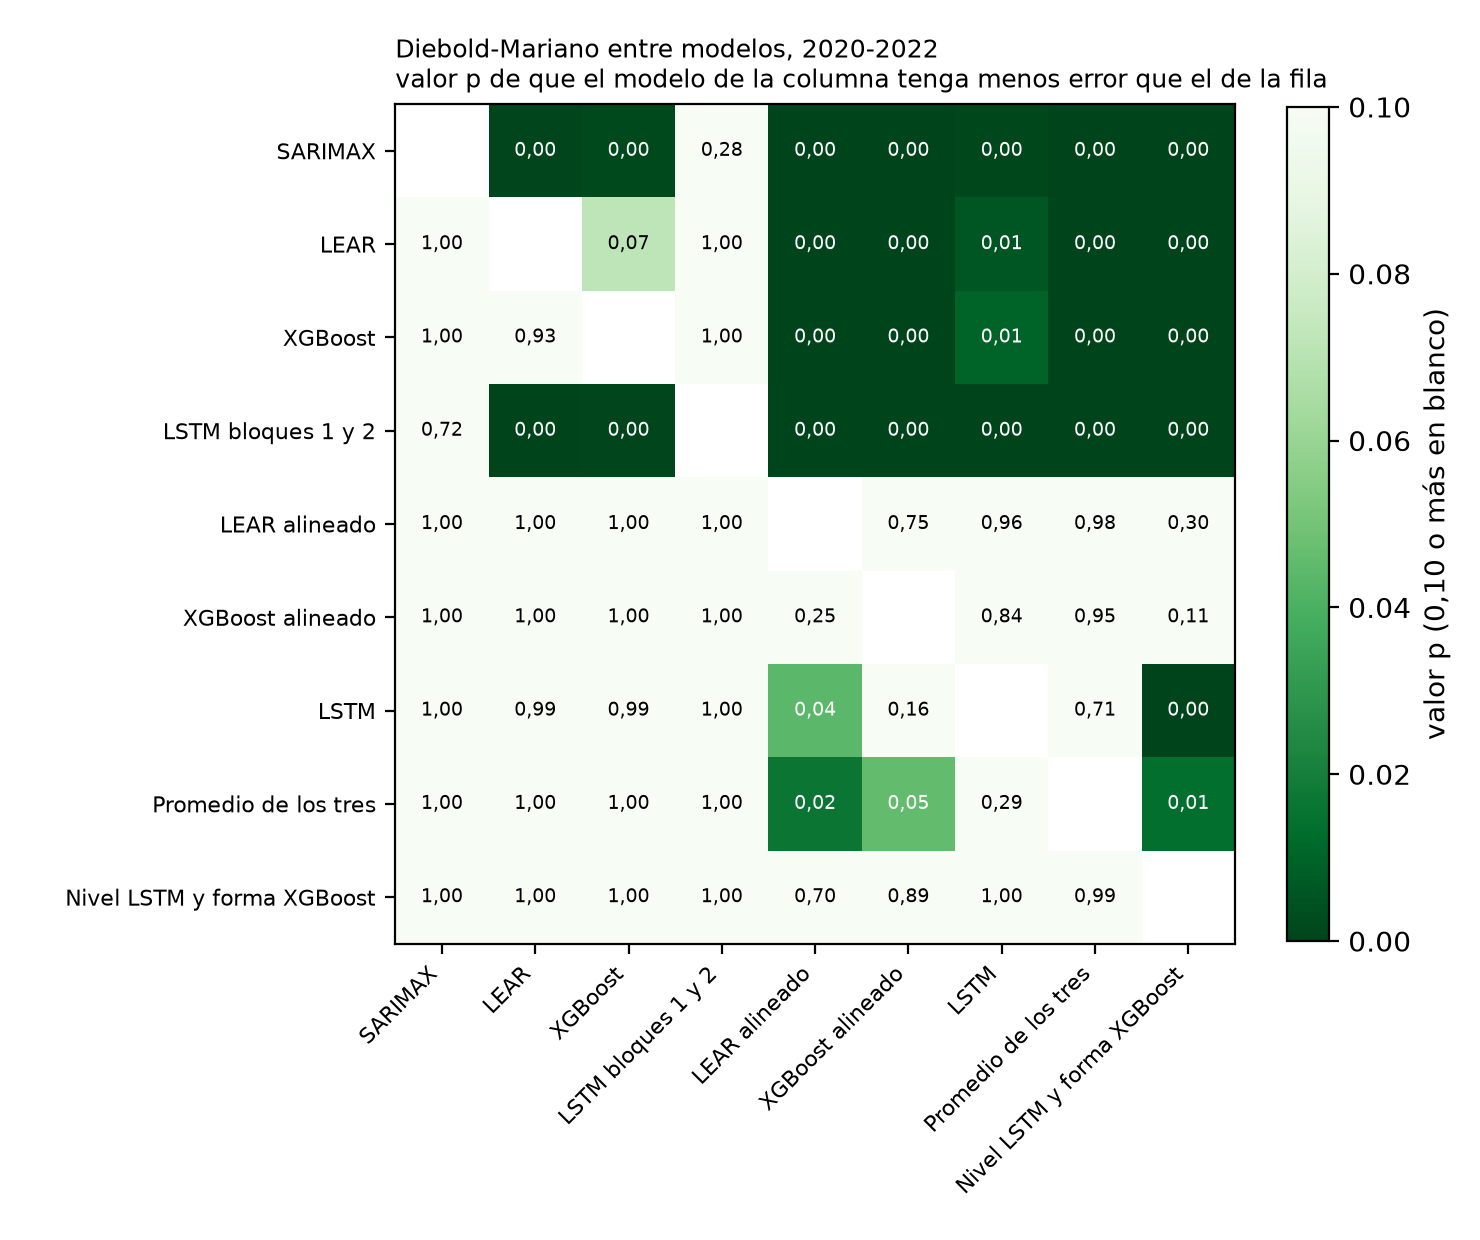 Diebold-Mariano entre modelos, 2020-2022
valor p de que el modelo de la columna tenga menos error que el de la fila
SARIMAX 0,00 0,00 0,28 0,00 0,00 0,00 0,00 0,00
LEAR 1,00 0,07 1,00 0,00 0,00 0,01 0,00 0,00
XGBoost 1,00 0,93 1,00 0,00 0,00 0,01 0,00 0,00
LSTM bloques 1 y 2 0,72 0,00 0,00 0,00 0,00 0,00 0,00 0,00
LEAR alineado 1,00 1,00 1,00 1,00 0,75 0,96 0,98 0,30
XGBoost alineado 1,00 1,00 1,00 1,00 0,25 0,84 0,95 0,11
LSTM 1,00 0,99 0,99 1,00 0,04 0,16 0,71 0,00
Promedio de los tres 1,00 1,00 1,00 1,00 0,02 0,05 0,29 0,01
Nivel LSTM y forma XGBoost 1,00 1,00 1,00 1,00 0,70 0,89 1,00 0,99
SARIMAX
LEAR
XGBoost
LSTM bloques 1 y 2
LEAR alineado
XGBoost alineado
LSTM
Promedio de los tres
Nivel LSTM y forma XGBoost
0.10
0.08
0.06
0.04
0.02
0.00
valor p (0,10 o más en blanco)